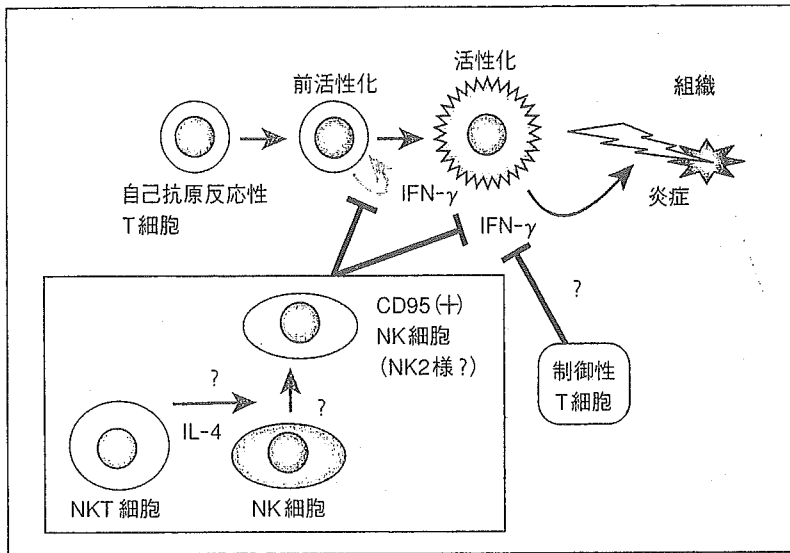 活性化
前活性化
組織
自己抗原反応性
T細胞
IFN-γ
IFN-γ
炎症
?
CD95(+)
NK細胞
(NK2様?)
制御性
T細胞
?
IL-4
?
NKT細胞
NK細胞